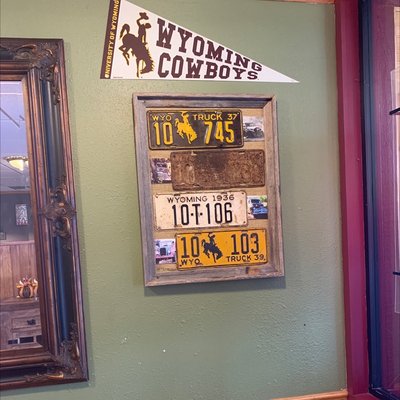 UNIVERSITY OF WYOMING
WYOMING
COWBOYS
WYO TRUCK 37
10 745
WYOMING 1936
10-T-106
10 103
WYO TRUCK 39